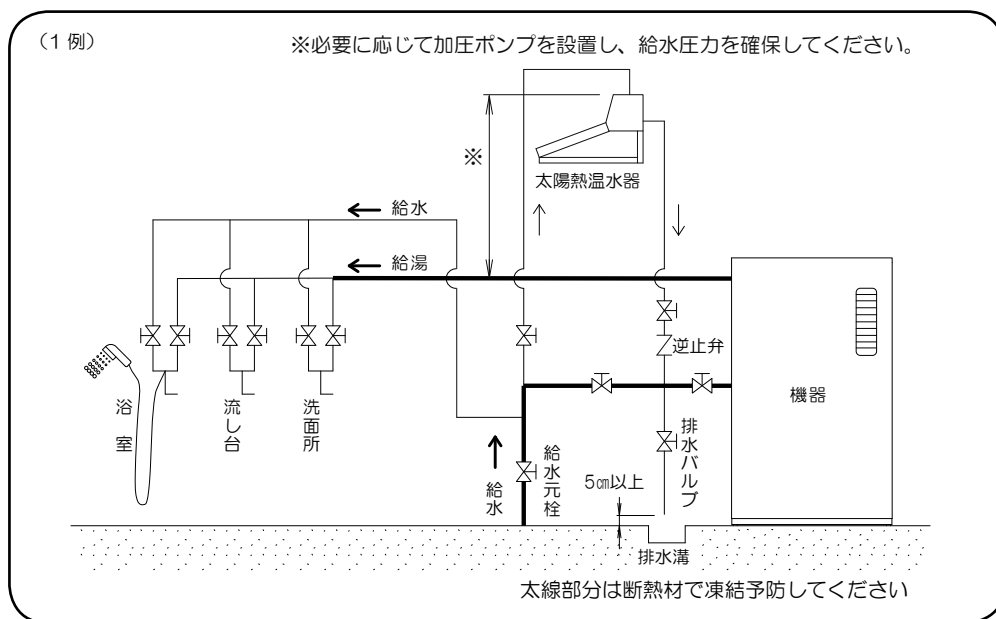 （1 例）
※必要に応じて加圧ポンプを設置し、給水圧力を確保してください。
※
太陽熱温水器
給水
給湯
逆止弁
機器
浴室
流し台
洗面所
給水
給水元栓
5㎝以上
排水バルブ
排水溝
太線部分は断熱材で凍結予防してください